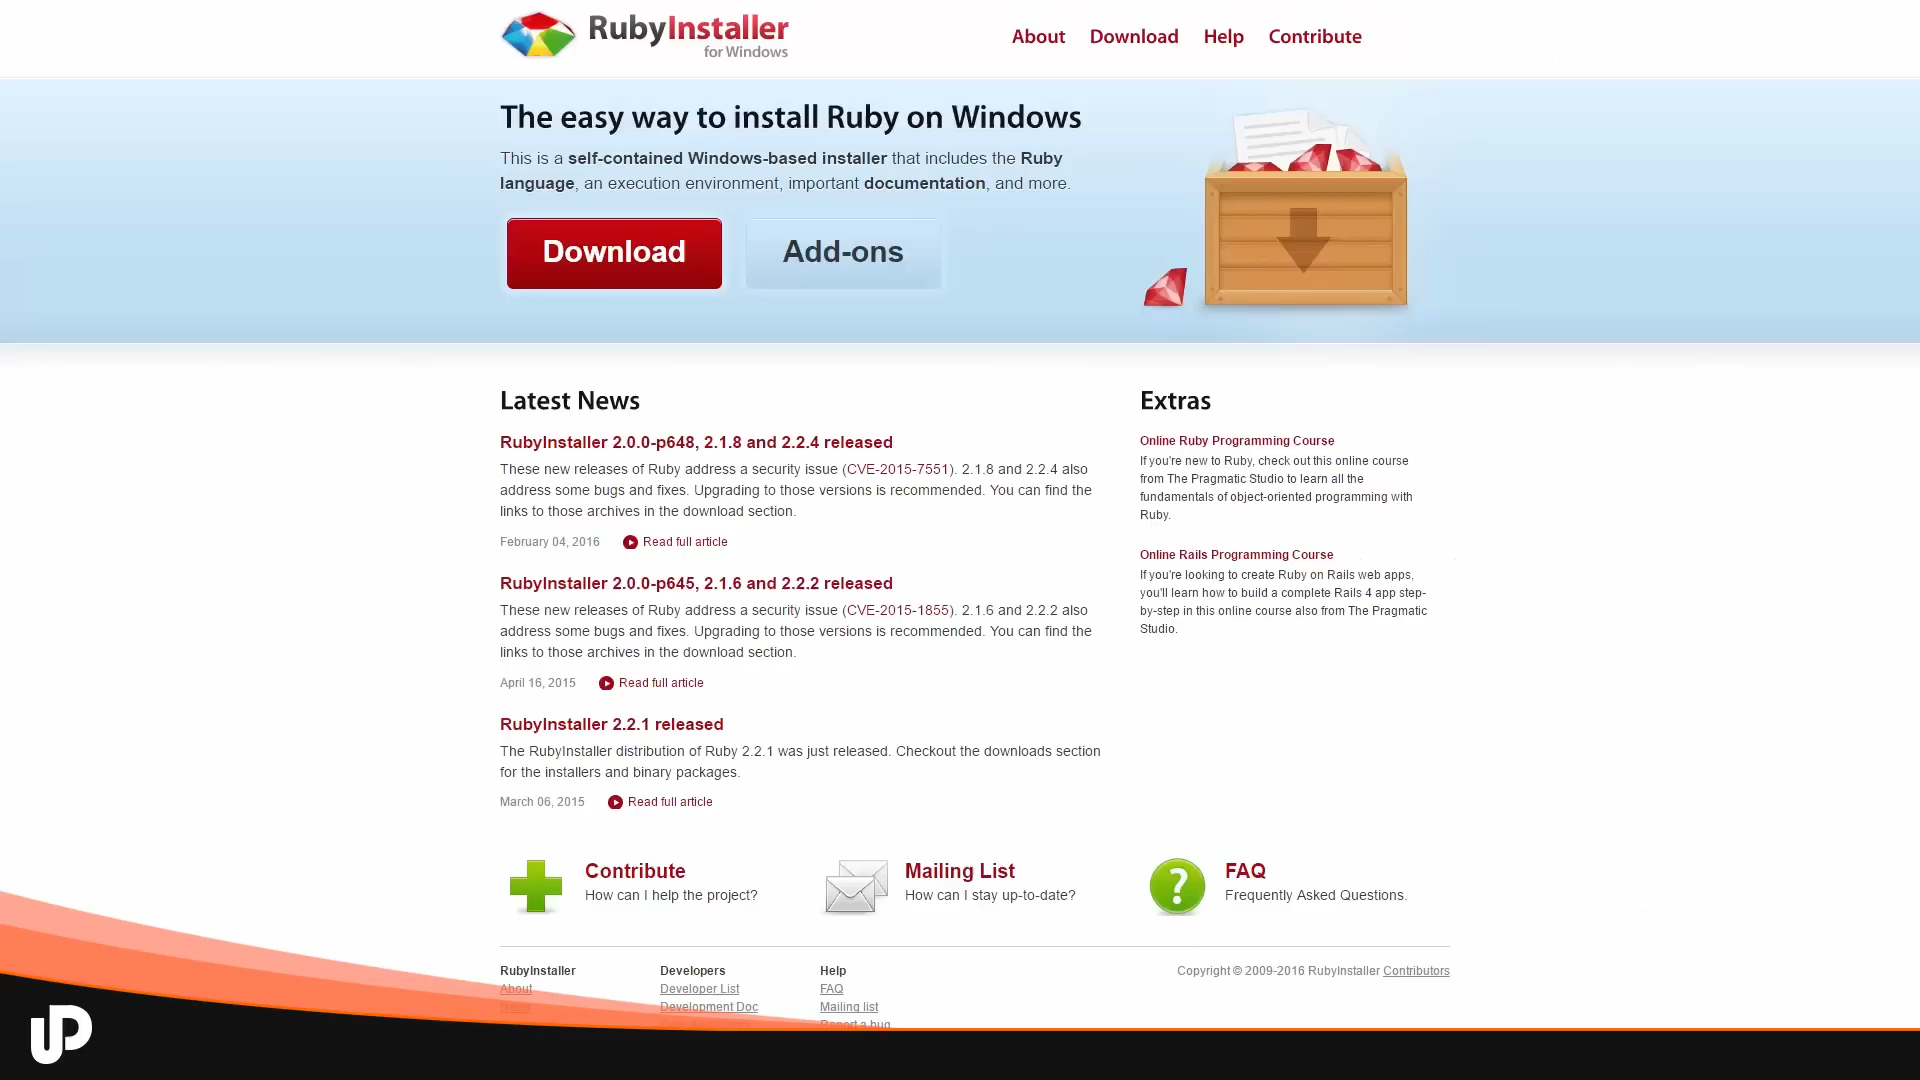 RubyInstaller
for Windows
About Download Help Contribute
The easy way to install Ruby on Windows
This is a self-contained Windows-based installer that includes the Ruby
language, an execution environment, important documentation, and more.
Download Add-ons
Latest News
RubyInstaller 2.0.0-p648, 2.1.8 and 2.2.4 released
These new releases of Ruby address a security issue (CVE-2015-7551). 2.1.8 and 2.2.4 also
address some bugs and fixes. Upgrading to those versions is recommended. You can find the
links to those archives in the download section.
February 04, 2016 Read full article
RubyInstaller 2.0.0-p645, 2.1.6 and 2.2.2 released
These new releases of Ruby address a security issue (CVE-2015-1855). 2.1.6 and 2.2.2 also
address some bugs and fixes. Upgrading to those versions is recommended. You can find the
links to those archives in the download section.
April 16, 2015 Read full article
RubyInstaller 2.2.1 released
The RubyInstaller distribution of Ruby 2.2.1 was just released. Checkout the downloads section
for the installers and binary packages.
March 06, 2015 Read full article
Extras
Online Ruby Programming Course
If you're new to Ruby, check out this online course
from The Pragmatic Studio to learn all the
fundamentals of object-oriented programming with
Ruby.
Online Rails Programming Course
If you're looking to create Ruby on Rails web apps,
you'll learn how to build a complete Rails 4 app step-
by-step in this online course also from The Pragmatic
Studio.
Contribute
How can I help the project?
Mailing List
How can I stay up-to-date?
FAQ
Frequently Asked Questions.
RubyInstaller
About
Developers
Developer List
Development Doc
Help
FAQ
Mailing list
Report a bug
Copyright © 2009-2016 RubyInstaller Contributors
UP